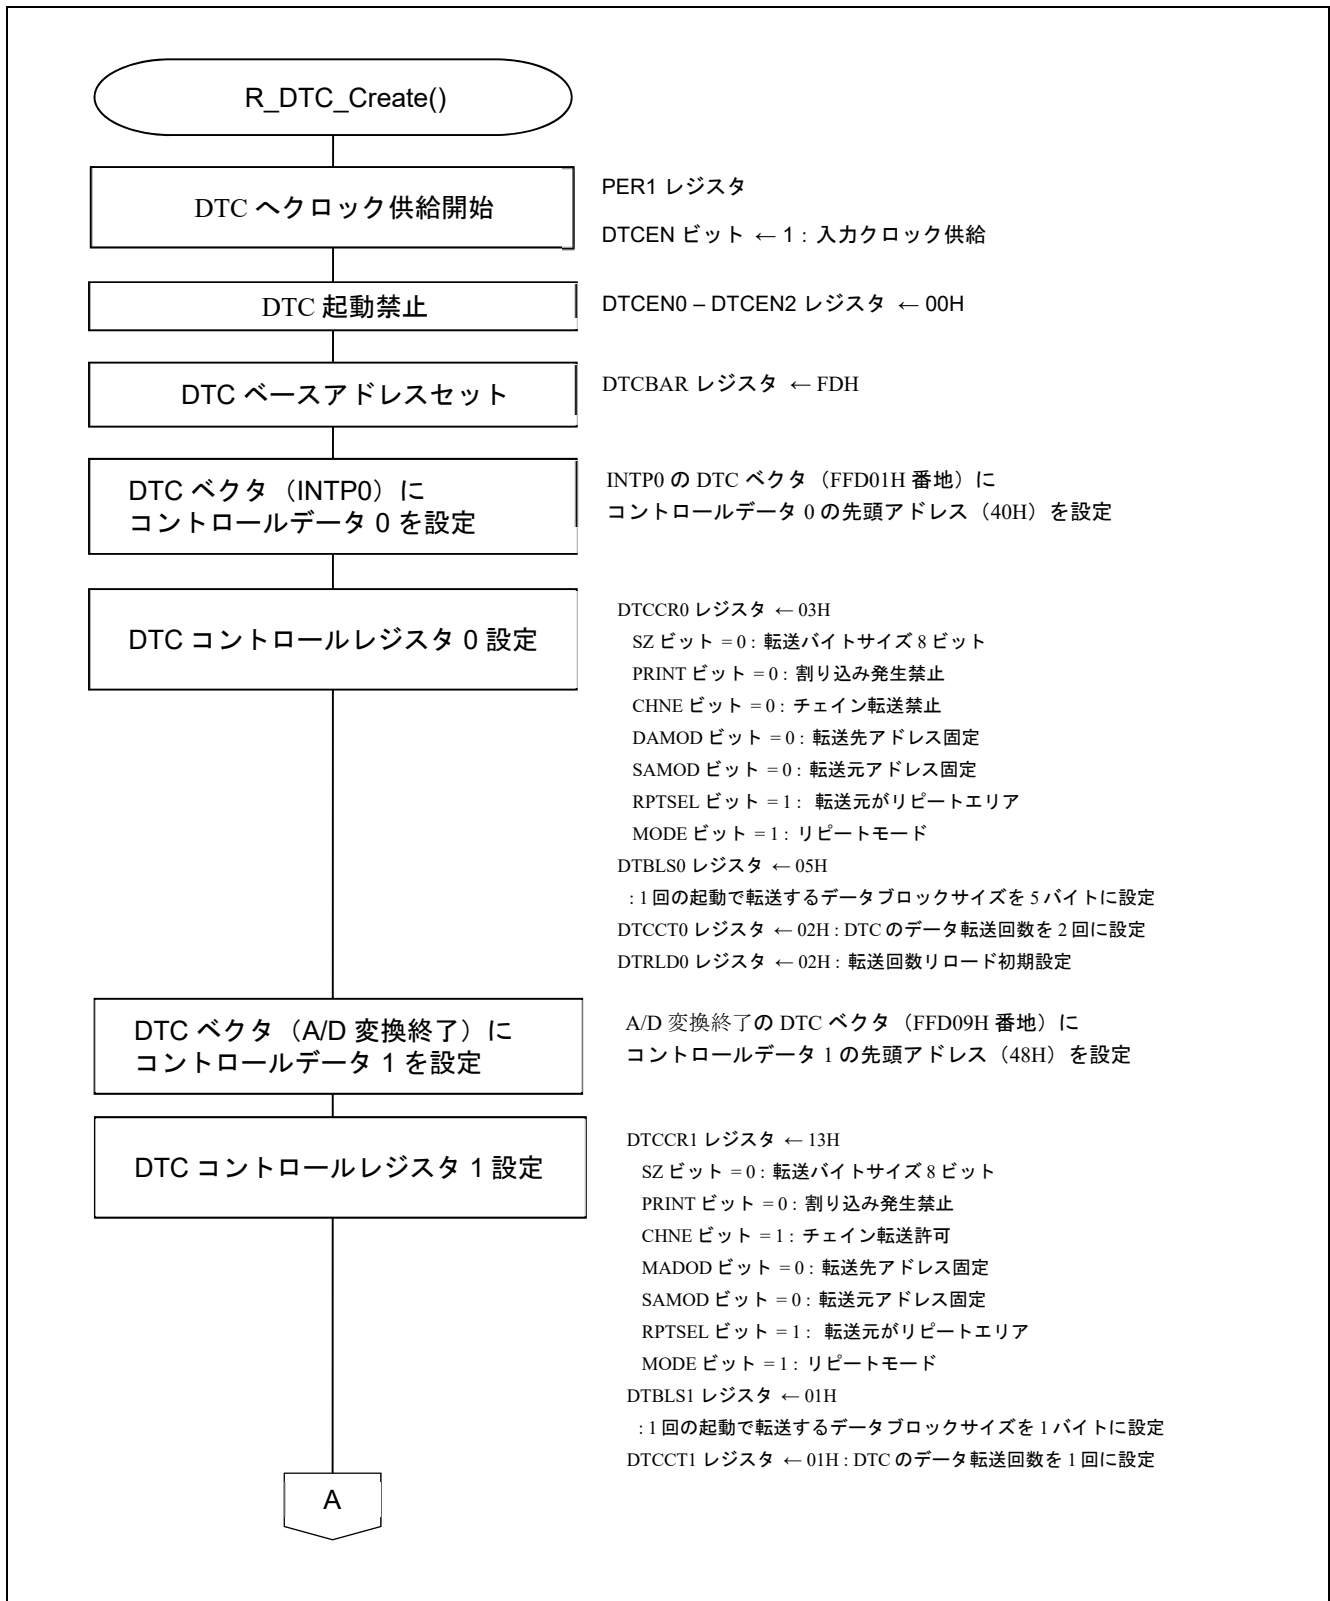 R_DTC_Create()
DTC へクロック供給開始
PER1 レジスタ
DTCEN ビット ← 1 : 入力クロック供給
DTC 起動禁止
DTCEN0 – DTCEN2 レジスタ ← 00H
DTC ベースアドレスセット
DTCBAR レジスタ ← FDH
DTC ベクタ（INTP0）に
コントロールデータ 0 を設定
INTP0 の DTC ベクタ（FFD01H 番地）に
コントロールデータ 0 の先頭アドレス（40H）を設定
DTC コントロールレジスタ 0 設定
DTCCR0 レジスタ ← 03H
SZ ビット = 0 : 転送バイトサイズ 8 ビット
PRINT ビット = 0 : 割り込み発生禁止
CHNE ビット = 0 : チェイン転送禁止
DAMOD ビット = 0 : 転送先アドレス固定
SAMOD ビット = 0 : 転送元アドレス固定
RPTSEL ビット = 1 : 転送元がリピートエリア
MODE ビット = 1 : リピートモード
DTBLS0 レジスタ ← 05H
: 1 回の起動で転送するデータブロックサイズを 5 バイトに設定
DTCCT0 レジスタ ← 02H : DTC のデータ転送回数を 2 回に設定
DTRLD0 レジスタ ← 02H : 転送回数リロード初期設定
DTC ベクタ（A/D 変換終了）に
コントロールデータ 1 を設定
A/D 変換終了の DTC ベクタ（FFD09H 番地）に
コントロールデータ 1 の先頭アドレス（48H）を設定
DTC コントロールレジスタ 1 設定
DTCCR1 レジスタ ← 13H
SZ ビット = 0 : 転送バイトサイズ 8 ビット
PRINT ビット = 0 : 割り込み発生禁止
CHNE ビット = 1 : チェイン転送許可
MADOD ビット = 0 : 転送先アドレス固定
SAMOD ビット = 0 : 転送元アドレス固定
RPTSEL ビット = 1 : 転送元がリピートエリア
MODE ビット = 1 : リピートモード
DTBLS1 レジスタ ← 01H
: 1 回の起動で転送するデータブロックサイズを 1 バイトに設定
DTCCT1 レジスタ ← 01H : DTC のデータ転送回数を 1 回に設定
A